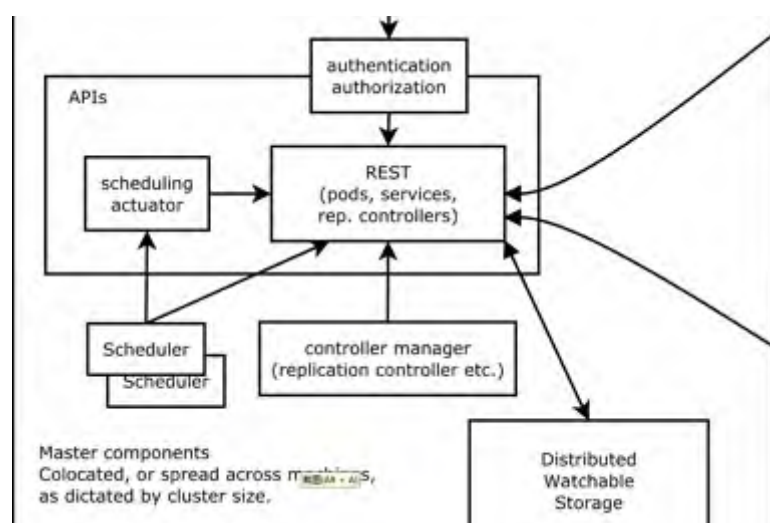 authentication
authorization
APIs
REST
(pods, services,
rep. controllers)
scheduling
actuator
Scheduler
Scheduler
controller manager
(replication controller etc.)
Master components
Colocated, or spread across
as dictated by cluster size.
Distributed
Watchable
Storage